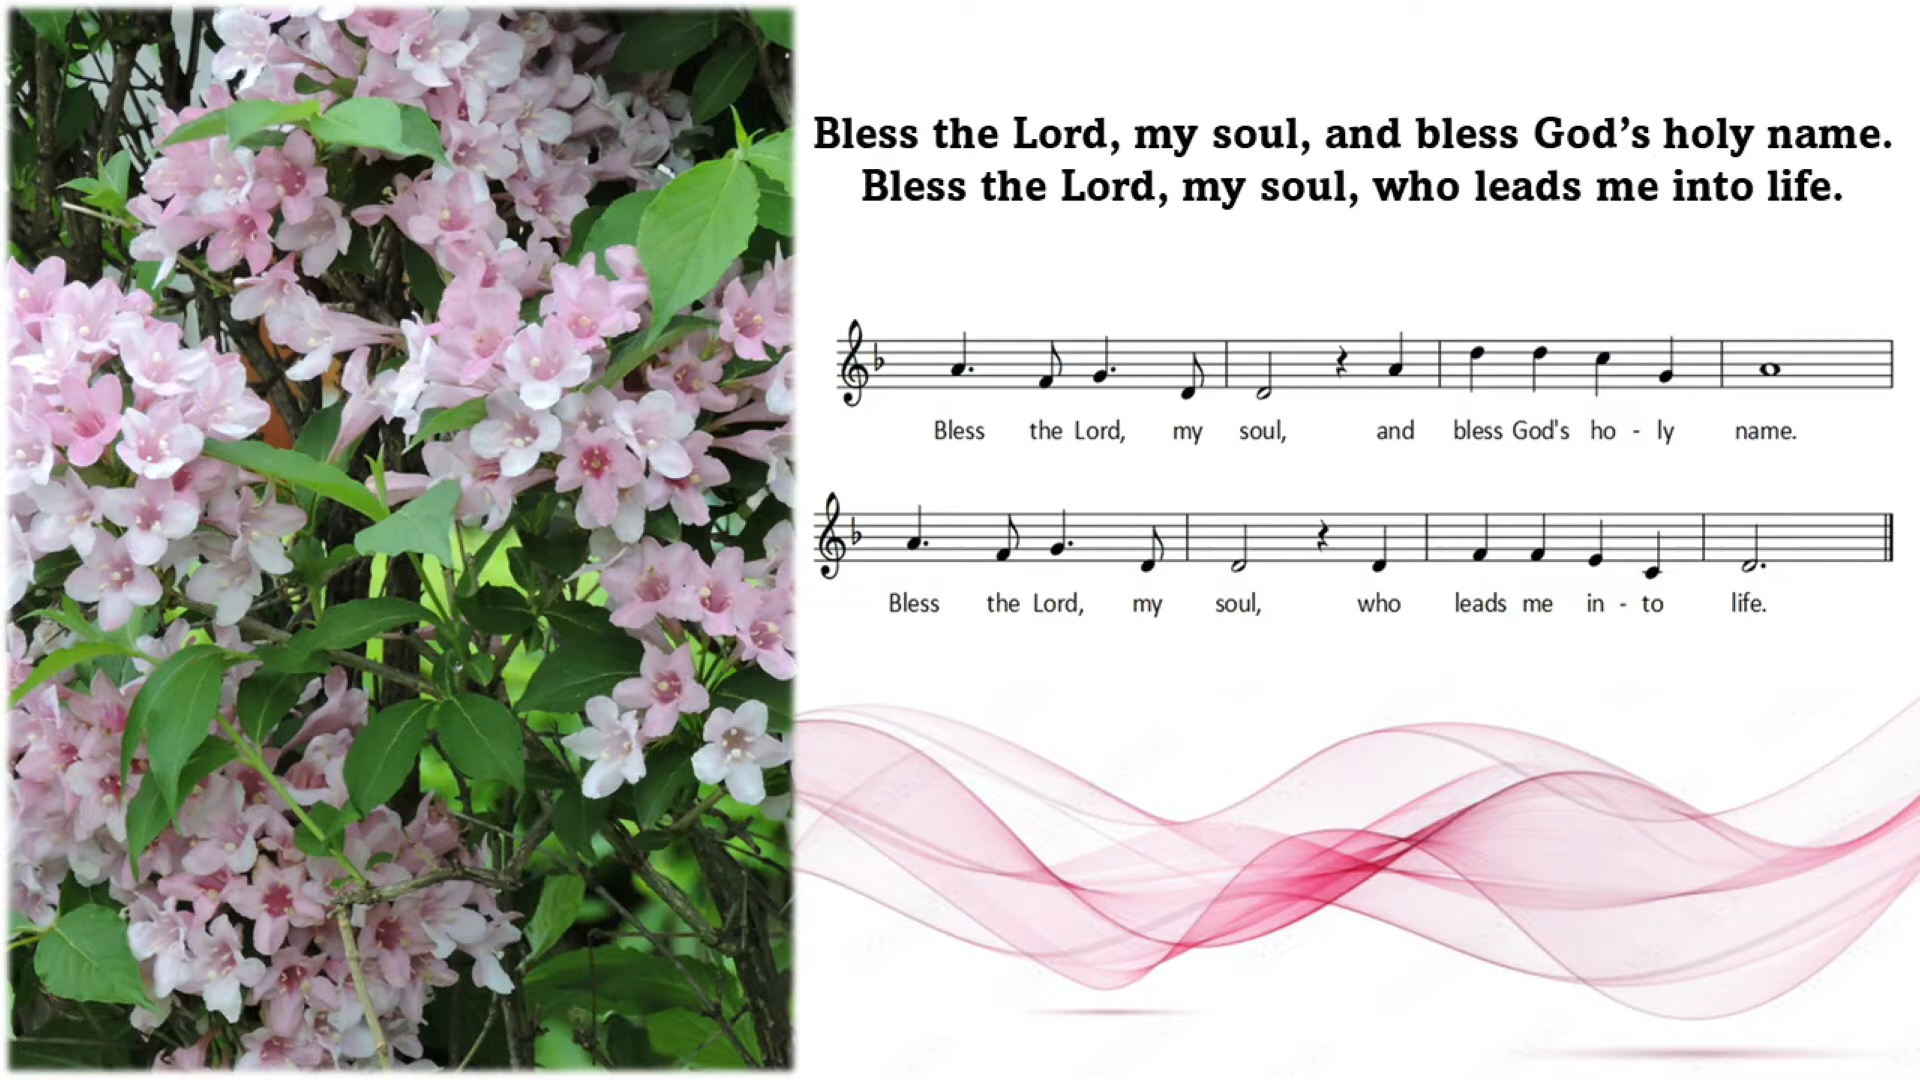 Bless the Lord, my soul, and bless God’s holy name.
Bless the Lord, my soul, who leads me into life.
Bless the Lord, my soul, and bless God's ho - ly name.
Bless the Lord, my soul, who leads me in - to life.